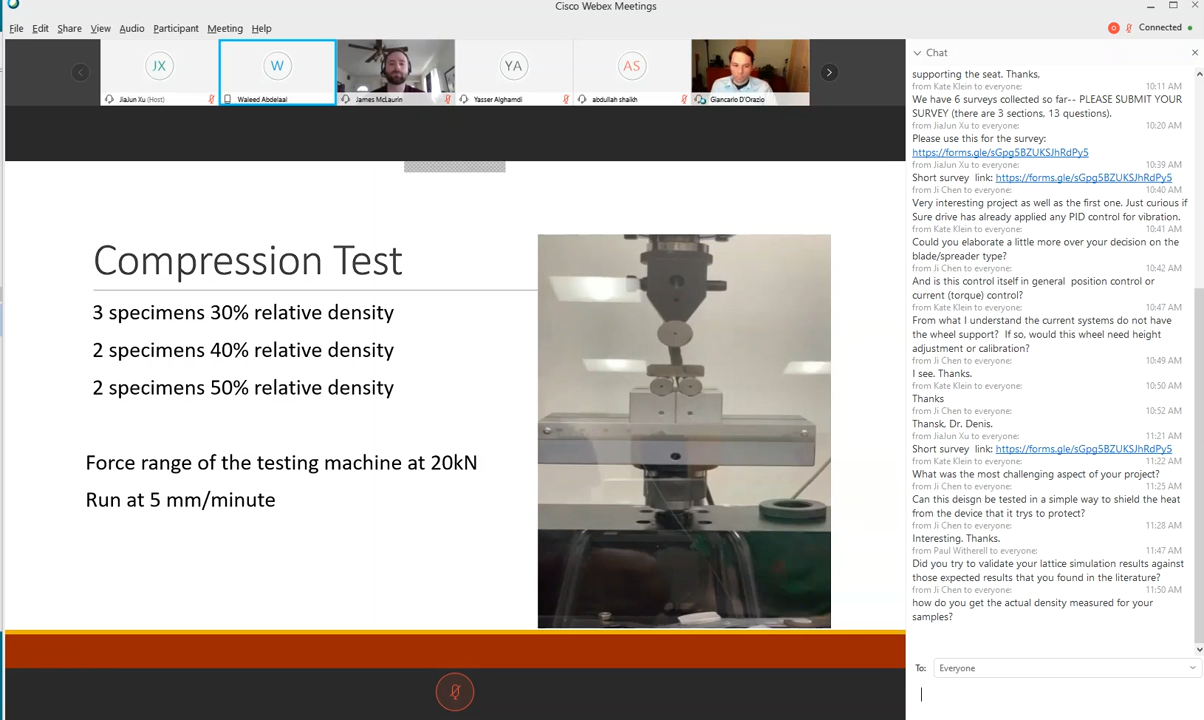 Cisco Webex Meetings
File Edit Share View Audio Participant Meeting Help
Connected
JX
JiaJun Xu (Host)
W
Waleed Abdelaal
James McLaurin
YA
Yasser Alghamdi
AS
abdullah shaikh
Giancarlo D'Orazio
Compression Test
3 specimens 30% relative density
2 specimens 40% relative density
2 specimens 50% relative density
Force range of the testing machine at 20kN
Run at 5 mm/minute
Chat
supporting the seat. Thanks.
from Kate Klein to everyone: 10:11 AM
We have 6 surveys collected so far-- PLEASE SUBMIT YOUR
SURVEY (there are 3 sections, 13 questions).
from JiaJun Xu to everyone: 10:20 AM
Please use this for the survey:
https://forms.gle/sGpg5BZUKSJhRdPy5
from JiaJun Xu to everyone: 10:39 AM
Short survey link: https://forms.gle/sGpg5BZUKSJhRdPy5
from Ji Chen to everyone: 10:40 AM
Very interesting project as well as the first one. Just curious if
Sure drive has already applied any PID control for vibration.
from Kate Klein to everyone: 10:41 AM
Could you elaborate a little more over your decision on the
blade/spreader type?
from Ji Chen to everyone: 10:42 AM
And is this control itself in general position control or
current (torque) control?
from Kate Klein to everyone: 10:47 AM
From what I understand the current systems do not have
the wheel support? If so, would this wheel need height
adjustment or calibration?
from Ji Chen to everyone: 10:49 AM
I see. Thanks.
from Kate Klein to everyone: 10:50 AM
Thanks
from Ji Chen to everyone: 10:52 AM
Thansk, Dr. Denis.
from JiaJun Xu to everyone: 11:21 AM
Short survey link: https://forms.gle/sGpg5BZUKSJhRdPy5
from Kate Klein to everyone: 11:22 AM
What was the most challenging aspect of your project?
from Ji Chen to everyone: 11:25 AM
Can this deisgn be tested in a simple way to shield the heat
from the device that it trys to protect?
from Ji Chen to everyone: 11:28 AM
Interesting. Thanks.
from Paul Witherell to everyone: 11:47 AM
Did you try to validate your lattice simulation results against
those expected results that you found in the literature?
from Ji Chen to everyone: 11:50 AM
how do you get the actual density measured for your
samples?
To: Everyone